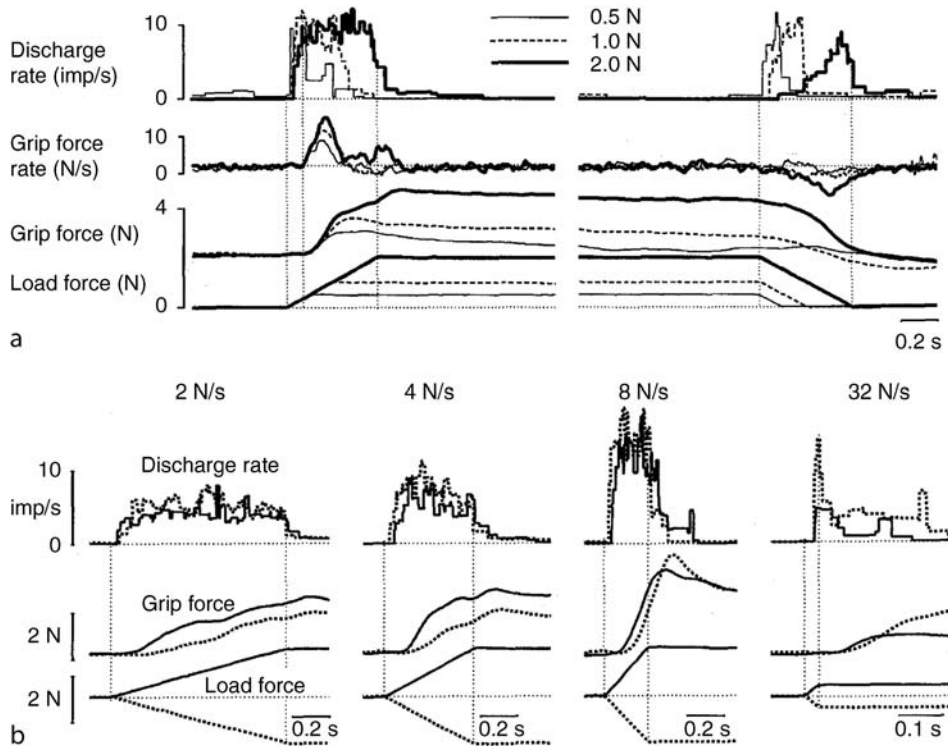 Discharge rate (imp/s)
10
0
0.5 N
1.0 N
2.0 N
Grip force rate (N/s)
10
0
Grip force (N)
4
Load force (N)
0
0.2 s
a
2 N/s
4 N/s
8 N/s
32 N/s
10
imp/s
0
Discharge rate
Grip force
2 N
Load force
2 N
b
0.2 s
0.2 s
0.2 s
0.1 s